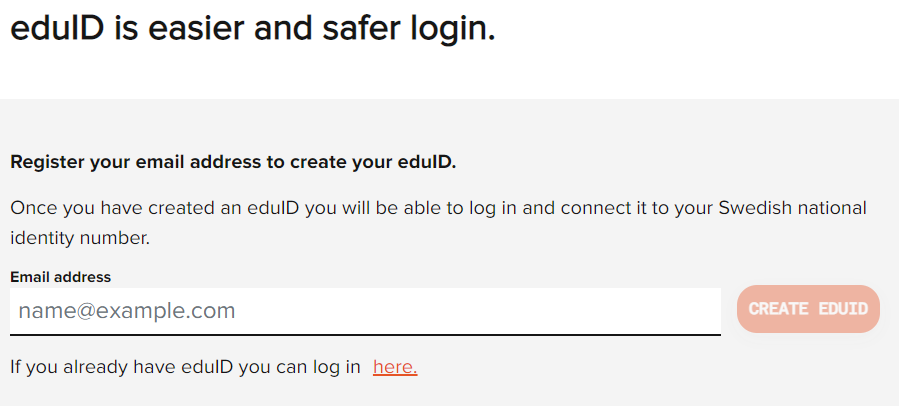 eduID is easier and safer login.
Register your email address to create your eduID.
Once you have created an eduID you will be able to log in and connect it to your Swedish national
identity number.
Email address
name@example.com
CREATE EDUID
If you already have eduID you can log in here.